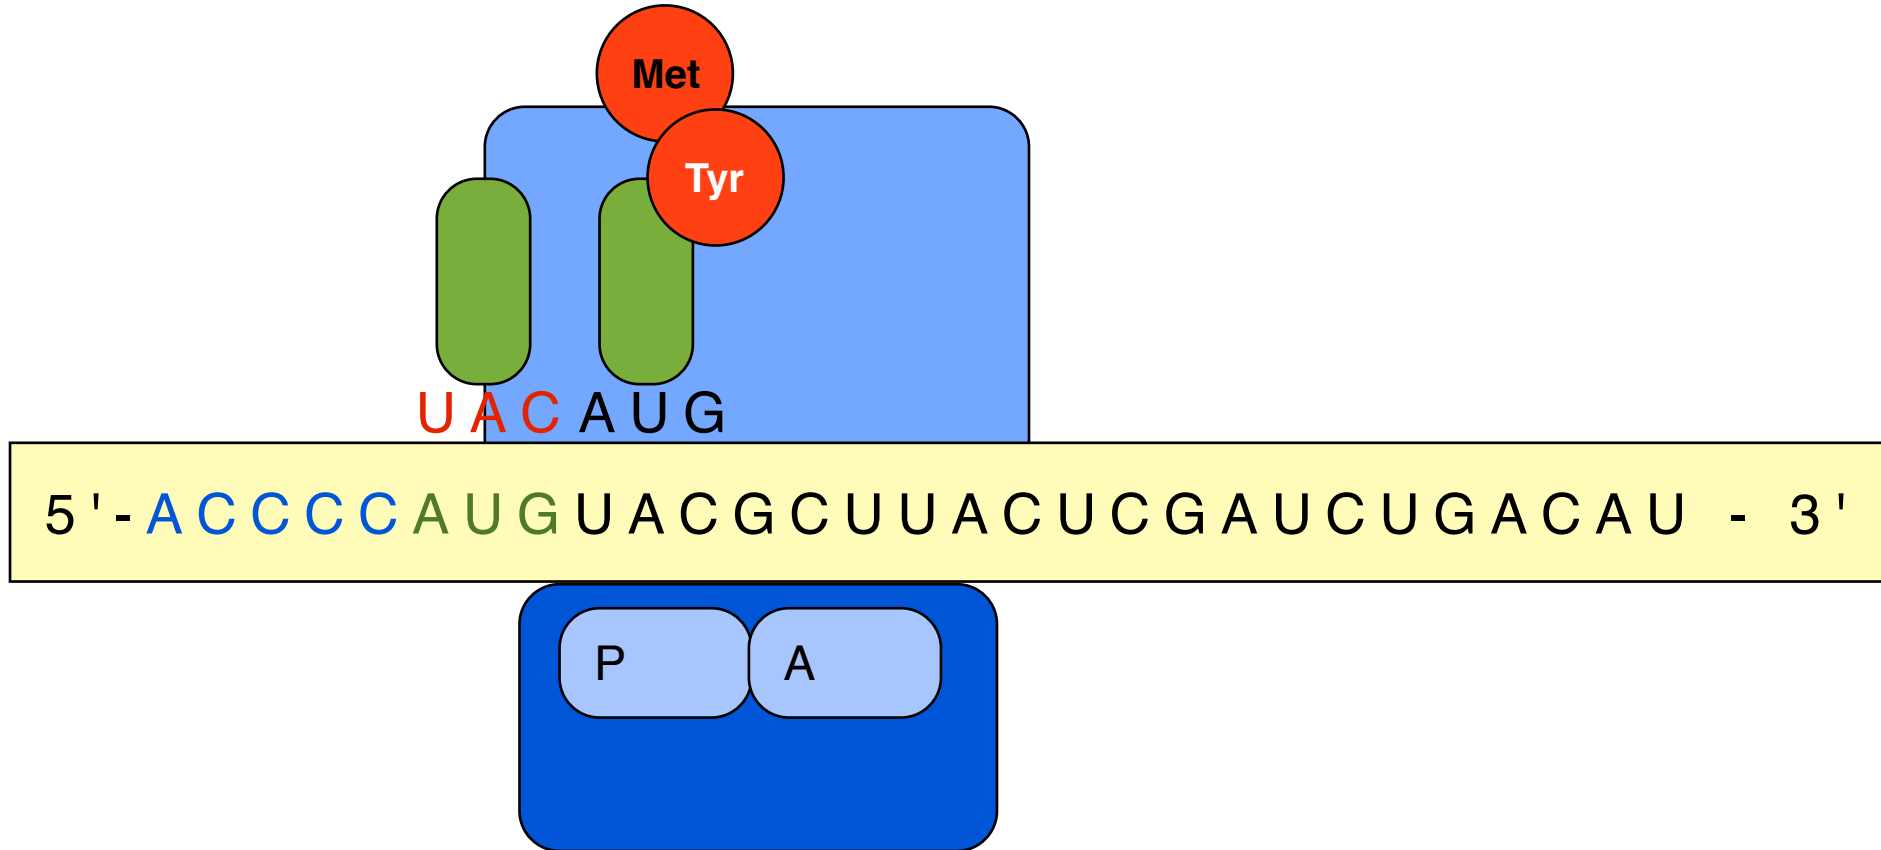 Met
Tyr
U A C A U G
5'-ACCCCAUGUACGCUUACUCGAUCUGACAU - 3'
P A